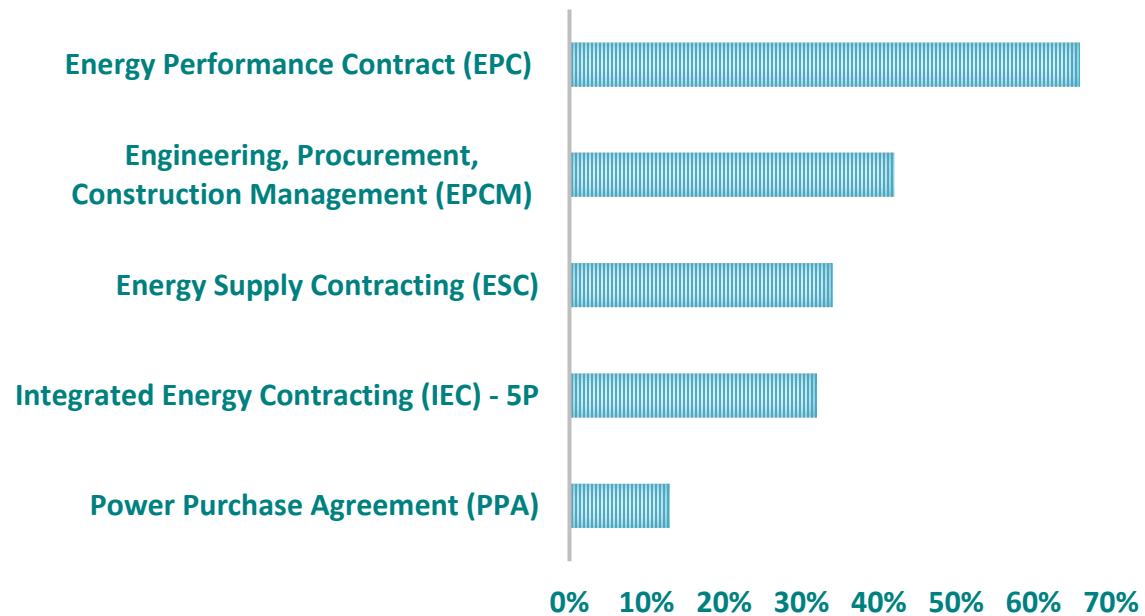 Energy Performance Contract (EPC)
Engineering, Procurement,
Construction Management (EPCM)
Energy Supply Contracting (ESC)
Integrated Energy Contracting (IEC) - 5P
Power Purchase Agreement (PPA)
0% 10% 20% 30% 40% 50% 60% 70%